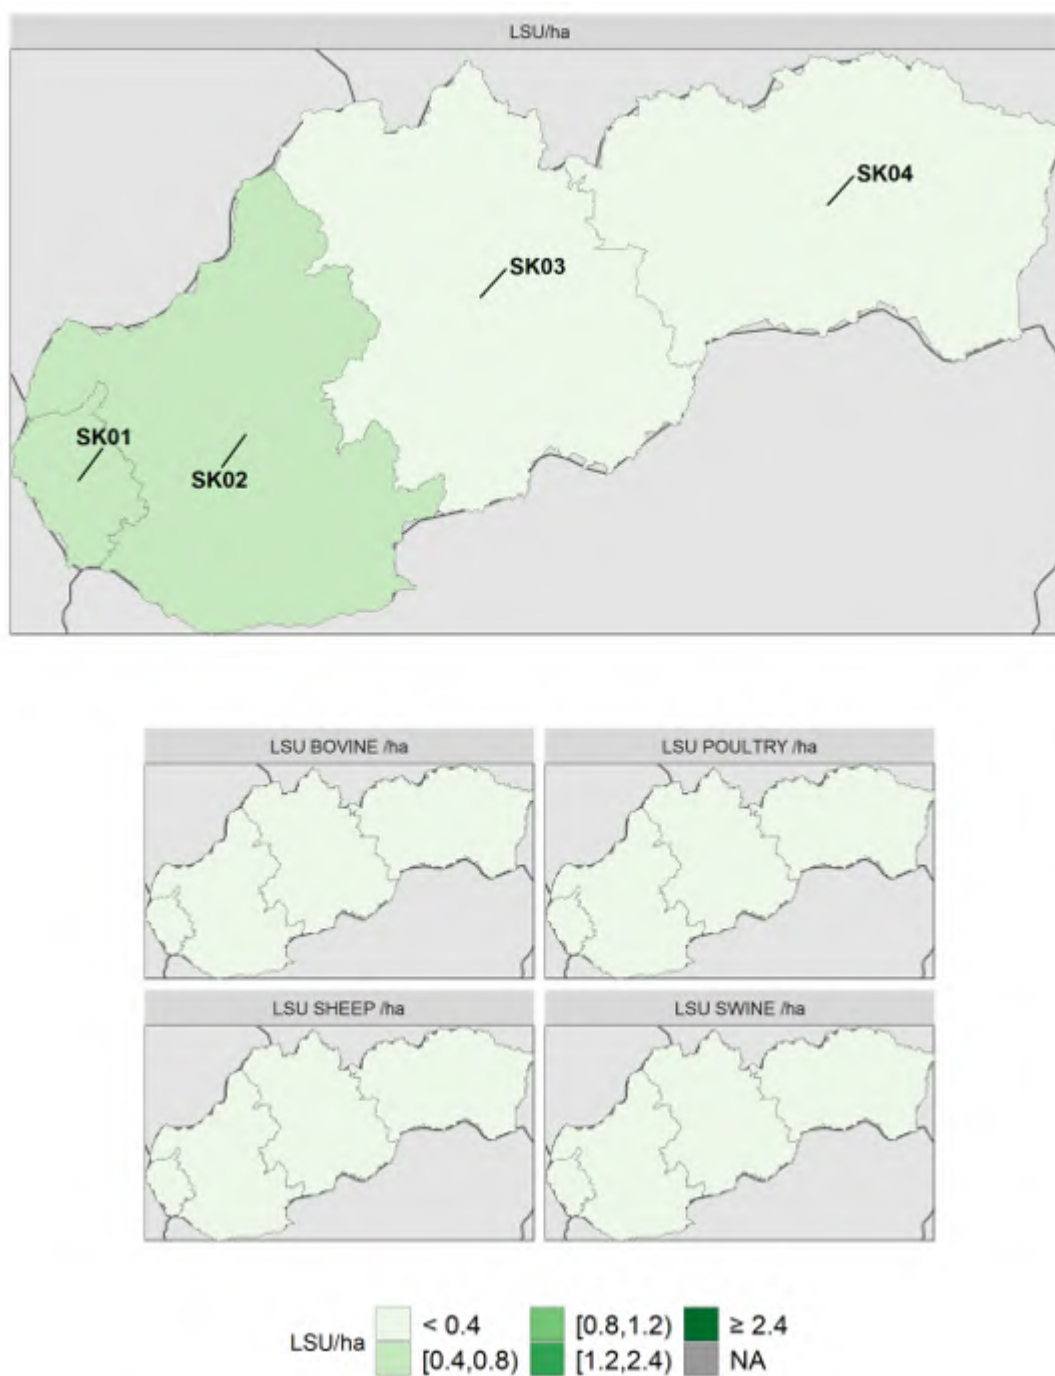 LSU/ha
SK04
SK03
SK01
SK02
LSU BOVINE /ha
LSU POULTRY /ha
LSU SHEEP /ha
LSU SWINE /ha
LSU/ha
< 0.4
[0.8,1.2)
≥ 2.4
[0.4,0.8)
[1.2,2.4)
NA